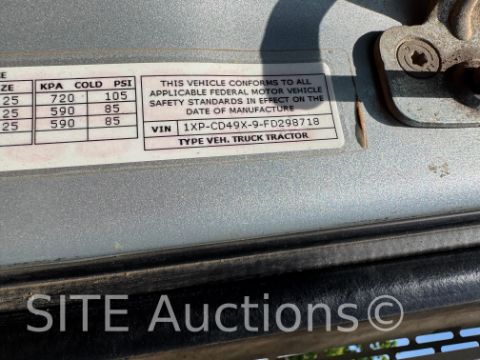 E
ZE KPA COLD PSI
25 720 105
25 590 85
25 590 85
THIS VEHICLE CONFORMS TO ALL
APPLICABLE FEDERAL MOTOR VEHICLE
SAFETY STANDARDS IN EFFECT ON THE
DATE OF MANUFACTURE
VIN 1XP-CD49X-9-FD298718
TYPE VEH. TRUCK TRACTOR
SITE Auctions©